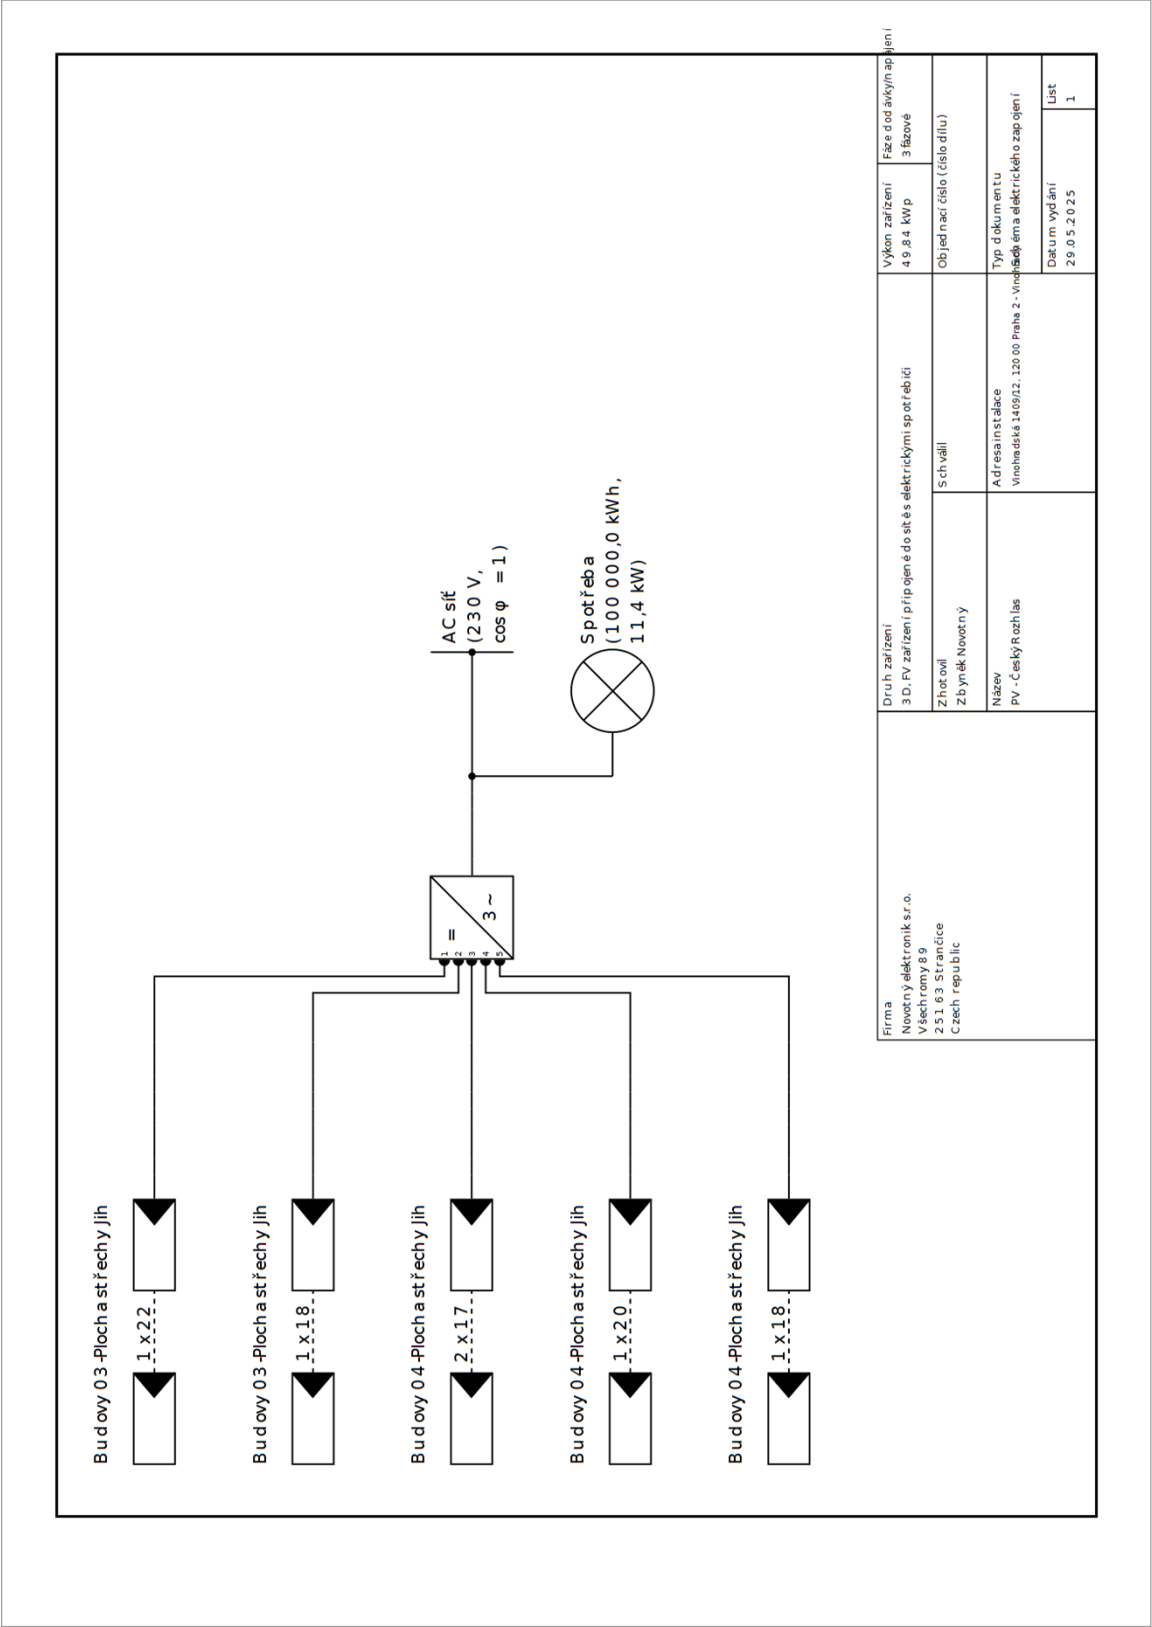 Budovy 03-Plocha střechy Jih
1 x 22
Budovy 03-Plocha střechy Jih
1 x 18
Budovy 04-Plocha střechy Jih
2 x 17
Budovy 04-Plocha střechy Jih
1 x 20
Budovy 04-Plocha střechy Jih
1 x 18
1
2
3
4
5
=
3 ~
AC síť
(230 V,
cos φ = 1)
Spotřeba
(100 000,0 kWh,
11,4 kW)
Firma
Novotný elektronik s.r.o.
Všechromy 89
251 63 Strančice
Czech republic
Druh zařízení
3D, FV zařízení připojené do sítě s elektrickými spotřebiči
Výkon zařízení
49,84 kWp
Fáze dodávky/napájení
3 fázové
Zhotovil
Zbyněk Novotný
Schválil
Objednací číslo (číslo dílu)
Název
PV - Český Rozhlas
Adresa instalace
Vinohradská 1409/12, 120 00 Praha 2 - Vinohrady
Typ dokumentu
Schéma elektrického zapojení
Datum vydání
29.05.2025
List
1